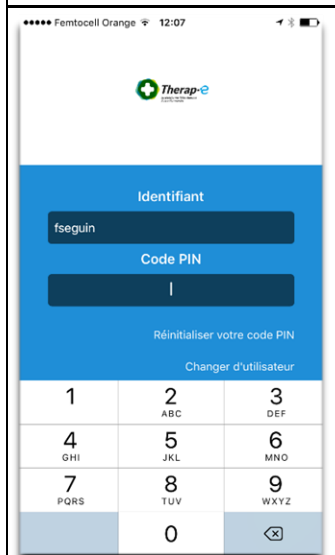 Femtocell Orange 12:07
Therap-e
Identifiant
fseguin
Code PIN
Réinitialiser votre code PIN
Changer d'utilisateur
1 2 3
ABC DEF
4 5 6
GHI JKL MNO
7 8 9
PQRS TUV WXYZ
0